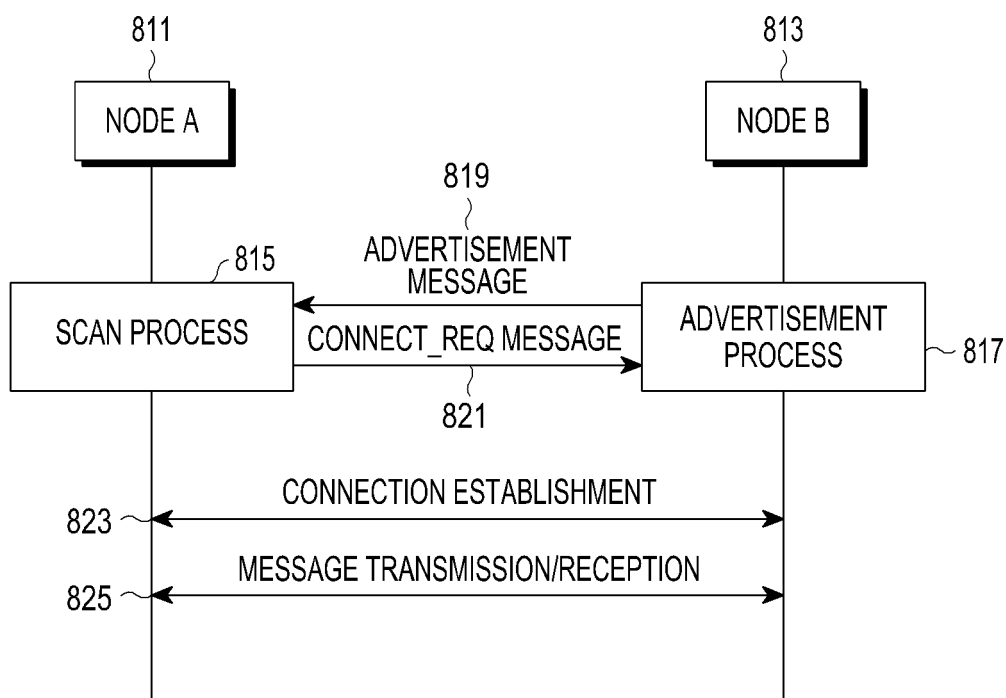 811
813
NODE A
NODE B
819
ADVERTISEMENT
MESSAGE
815
SCAN PROCESS
CONNECT_REQ MESSAGE
821
ADVERTISEMENT
PROCESS
817
CONNECTION ESTABLISHMENT
823
MESSAGE TRANSMISSION/RECEPTION
825